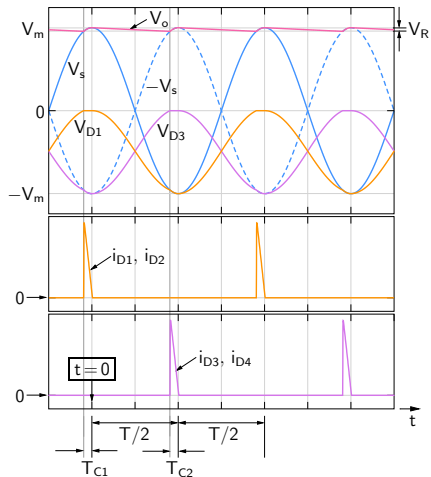 V_m
V_o
V_R
V_s
−V_s
0
V_D1
V_D3
−V_m
i_D1, i_D2
0
i_D3, i_D4
t=0
0
t
T/2
T/2
T_C1
T_C2